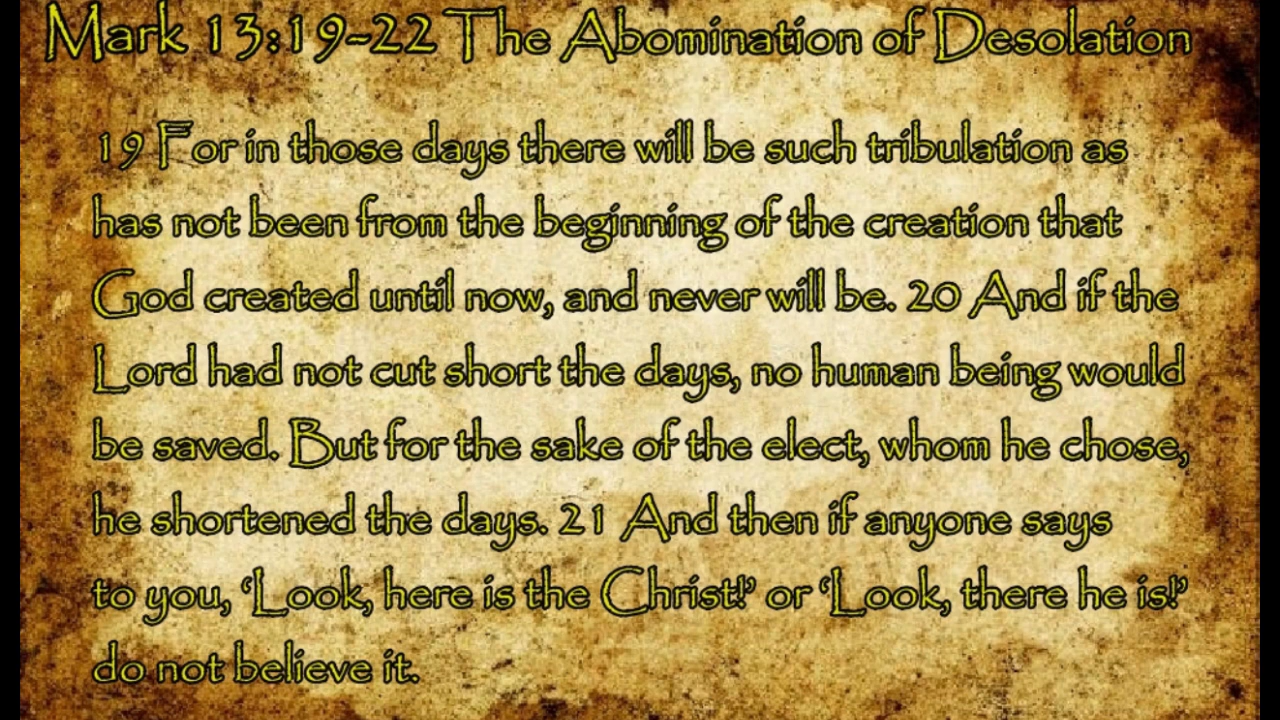 Mark 13:19-22 The Abomination of Desolation
19 For in those days there will be such tribulation as
has not been from the beginning of the creation that
God created until now, and never will be. 20 And if the
Lord had not cut short the days, no human being would
be saved. But for the sake of the elect, whom he chose,
he shortened the days. 21 And then if anyone says
to you, ‘Look, here is the Christ!’ or ‘Look, there he is!’
do not believe it.